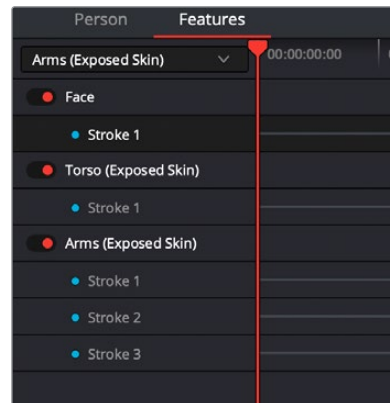 Person Features
Arms (Exposed Skin) 00:00:00:00
Face
Stroke 1
Torso (Exposed Skin)
Stroke 1
Arms (Exposed Skin)
Stroke 1
Stroke 2
Stroke 3